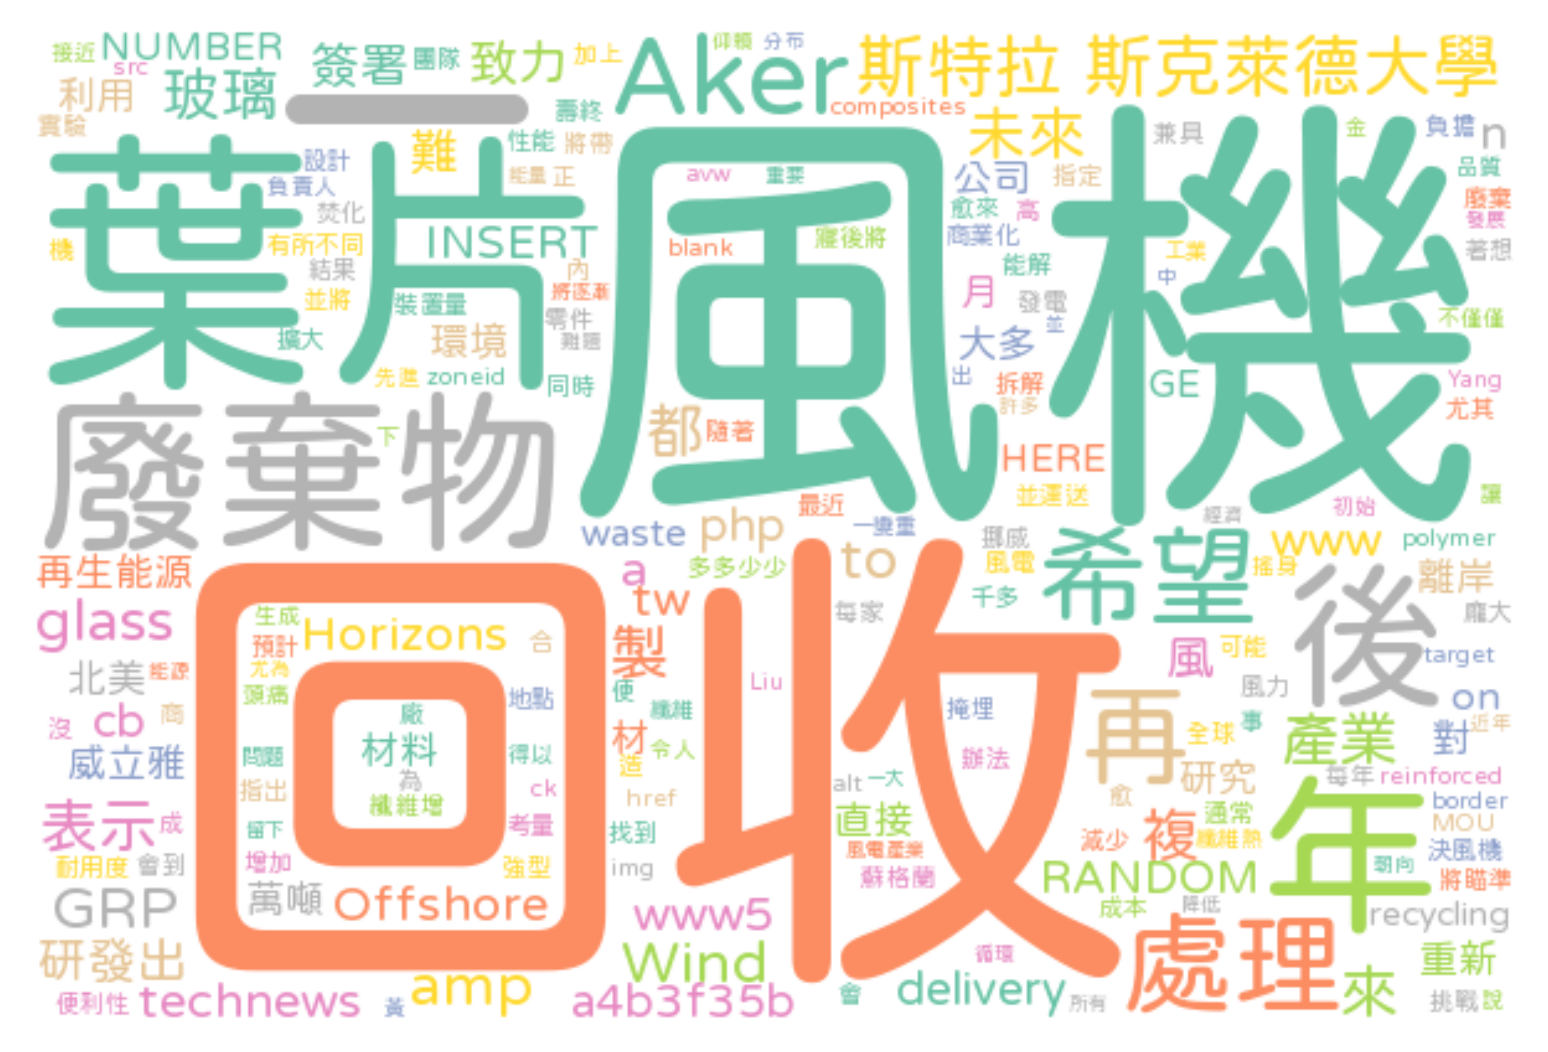 接近 NUMBER 簽署 團隊 致力 加上 Aker 仰賴 分布 斯特拉 斯克萊德大學
src 利用 玻璃 一 壽終 composites 未來 兼具 金 負擔 n
實驗 難 性能 將帶 公司 指定 品質
葉片 風機
設計 負責人 能量 正 avw 重要 愈來 高 廢棄 發展
焚化 機 有所不同 INSERT blank 寢後將 商業化 工業 著想
結果 並將 裝置量 內 將逐漸 能解 中 月 發電 並 不僅僅
擴大 環境 零件 難題 大多
先進 zoneid 同時 出 拆解 許多 GE Yang 尤其
廢棄物 下 都 隨著 HERE
最近 並運送 初始 讓
waste php 一樂重 to 挪威 風電 經濟 希望 www polymer
再生能源 a 多多少少 千多 搖身 離岸
glass 生成 Horizons 合 tw 每家 後 龐大
回收
預計 尤為 製 風 可能 target
北美 能源 頭痛 地點 便 Liu 風力 on
沒 cb 商 廠 纖維 掩埋 再 全球 事 產業 對 近年
威立雅 問題 材料 得以 材 令人 造 辦法 研究
指出 為 纖維增 ck href alt 一大 愈 每年 reinforced
表示 成 留下 考量 找到 直接 複 通常 年 border MOU
耐用度 會到 增加 強型 img 風電產業 減少 纖維熱 決風機
GRP 萬噸 Offshore 蘇格蘭 RANDOM 朝向 將瞄準
www5 成本 降低 recycling
研發出 Wind 循環 處理 重新
便利性 technews 黃 amp a4b3f35b 會 delivery 所有 來 挑戰 說